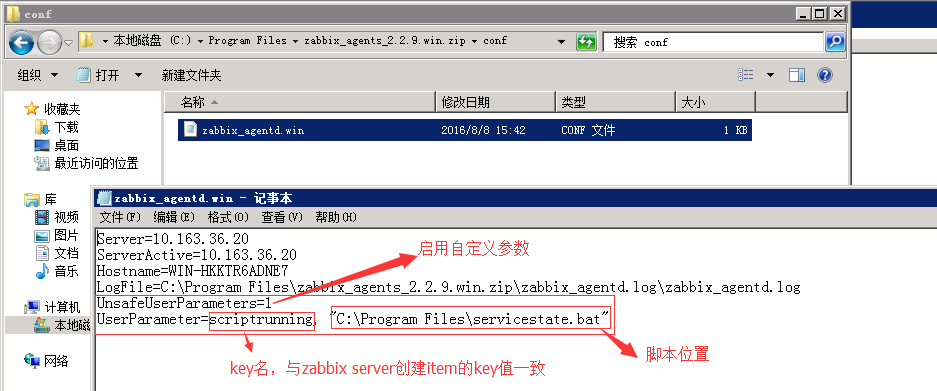 conf
本地磁盘 (C:) Program Files zabbix_agents_2.2.9.win.zip conf
搜索 conf
组织 打开 新建文件夹
收藏夹
下载
桌面
最近访问的位置
库
视频
图片
文档
音乐
计算机
本地磁盘
网络
名称 修改日期 类型 大小
zabbix_agentd.win 2016/8/8 15:42 CONF 文件 1 KB
zabbix_agentd.win - 记事本
文件(F) 编辑(E) 格式(O) 查看(V) 帮助(H)
Server=10.163.36.20
ServerActive=10.163.36.20
Hostname=WIN-HKKTR6ADNE7
LogFile=C:\Program Files\zabbix_agents_2.2.9.win.zip\zabbix_agentd.log\zabbix_agentd.log
UnsafeUserParameters=1
UserParameter=scriptrunning, "C:\Program Files\servicestate.bat"
启用自定义参数
key名，与zabbix server创建item的key值一致
脚本位置